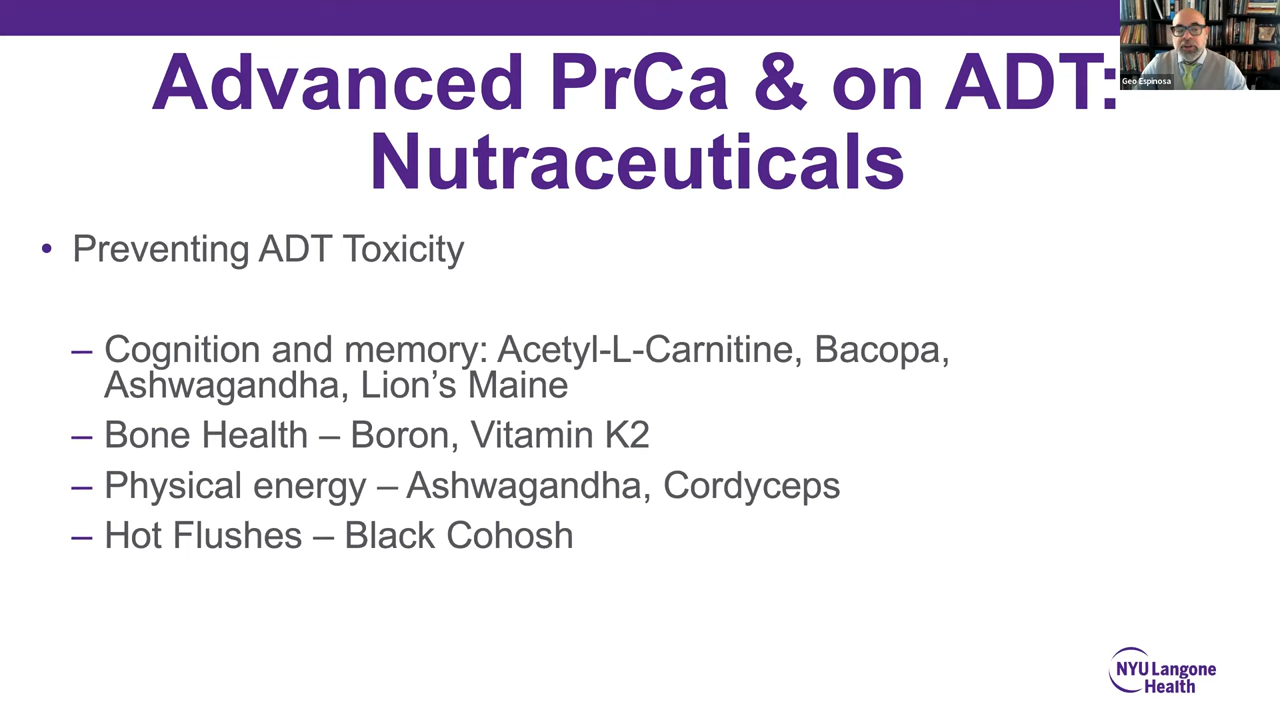 Advanced PrCa & on ADT:
Nutraceuticals
Geo Espinosa
• Preventing ADT Toxicity
– Cognition and memory: Acetyl-L-Carnitine, Bacopa,
Ashwagandha, Lion’s Maine
– Bone Health – Boron, Vitamin K2
– Physical energy – Ashwagandha, Cordyceps
– Hot Flushes – Black Cohosh
NYU Langone
Health